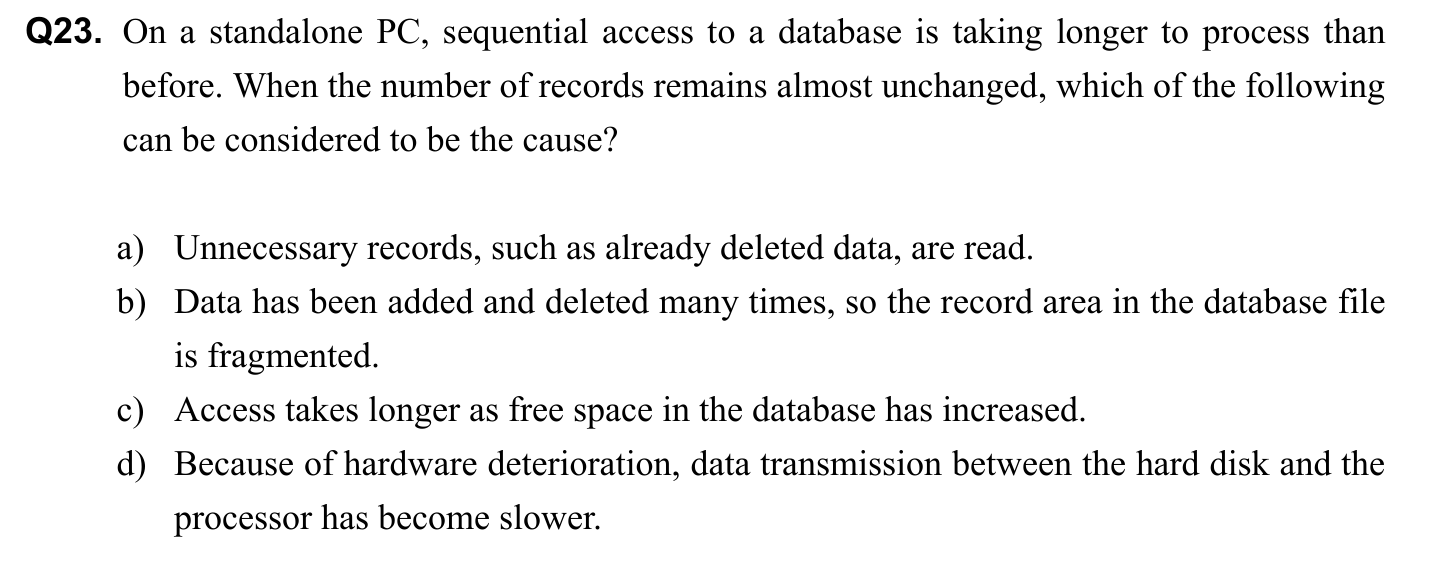 Q23. On a standalone PC, sequential access to a database is taking longer to process than
before. When the number of records remains almost unchanged, which of the following
can be considered to be the cause?
a) Unnecessary records, such as already deleted data, are read.
b) Data has been added and deleted many times, so the record area in the database file
is fragmented.
c) Access takes longer as free space in the database has increased.
d) Because of hardware deterioration, data transmission between the hard disk and the
processor has become slower.